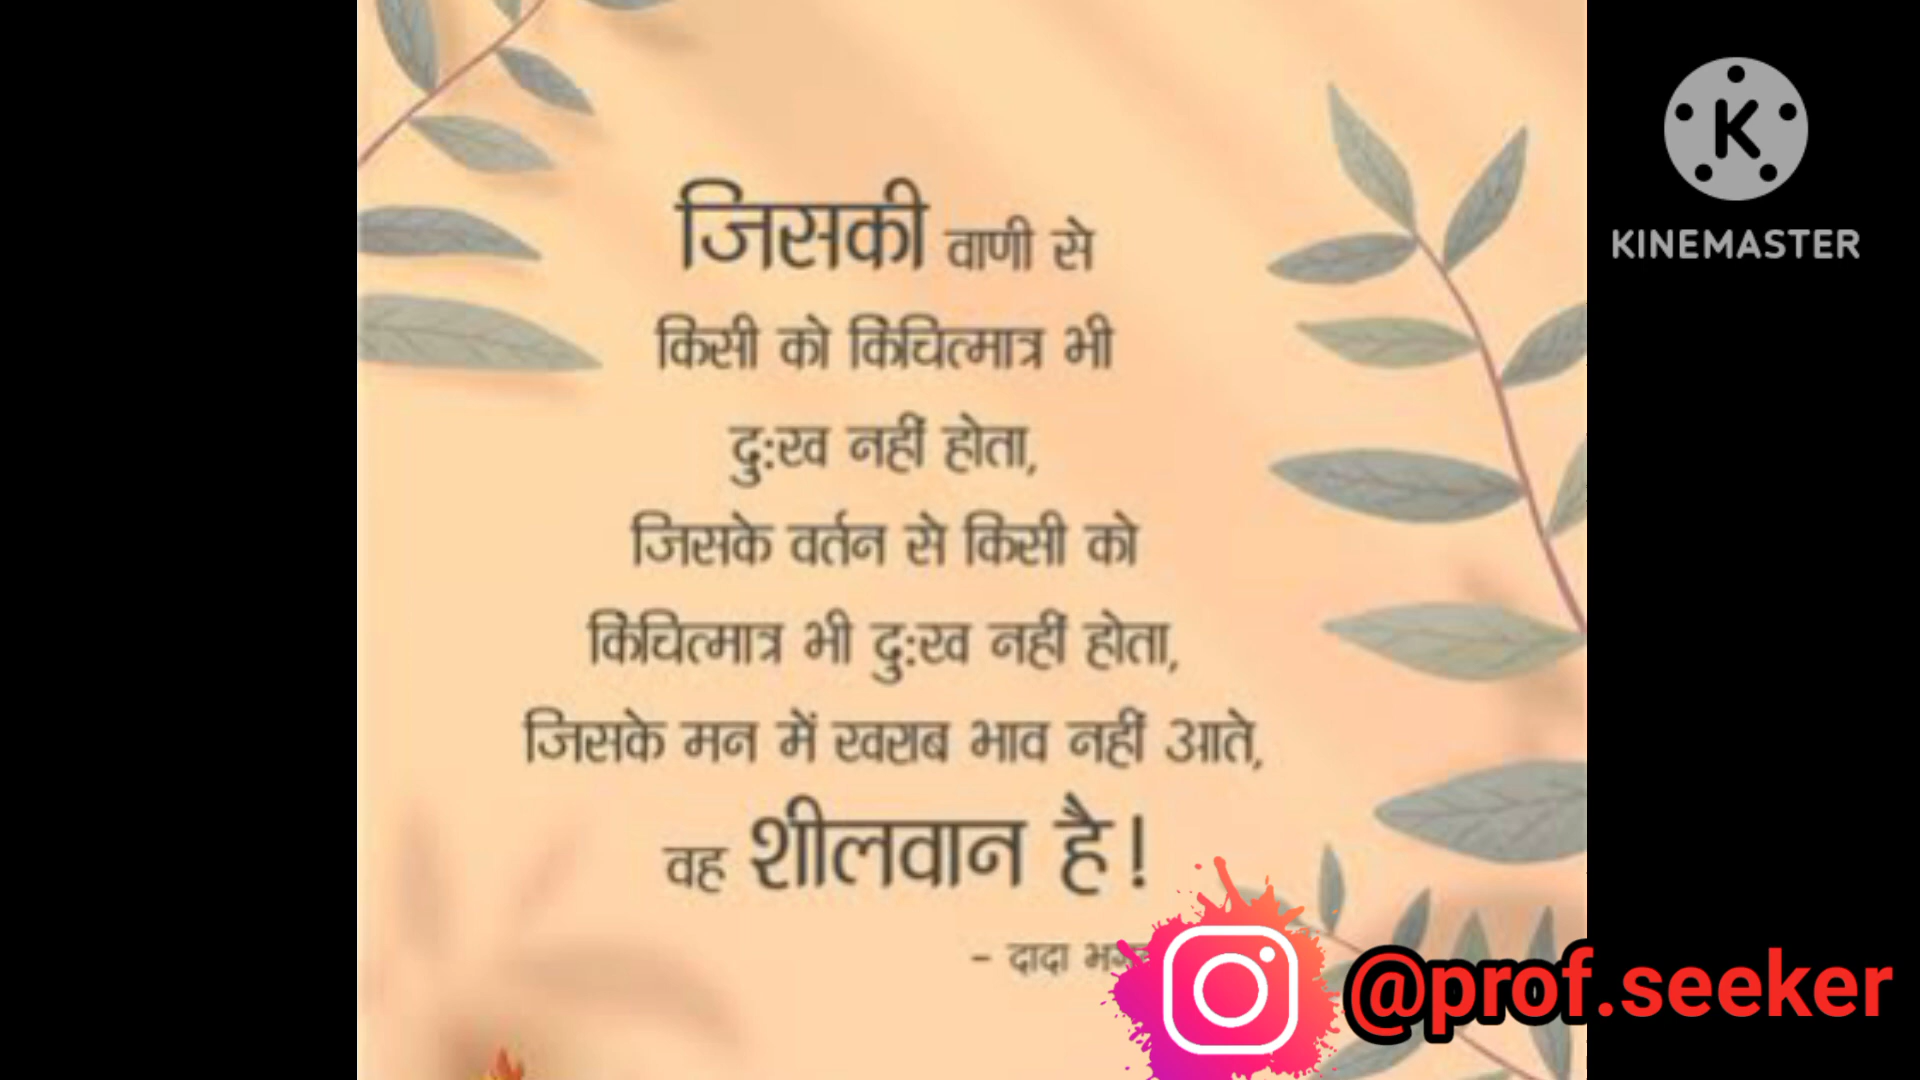 जिसकी वाणी से
किसी को किंचित्मात्र भी
दुःख नहीं होता,
जिसके वर्तन से किसी को
किंचित्मात्र भी दुःख नहीं होता,
जिसके मन में खराब भाव नहीं आते,
वह शीलवान है!
- दादा
K
KINEMASTER
@prof.seeker